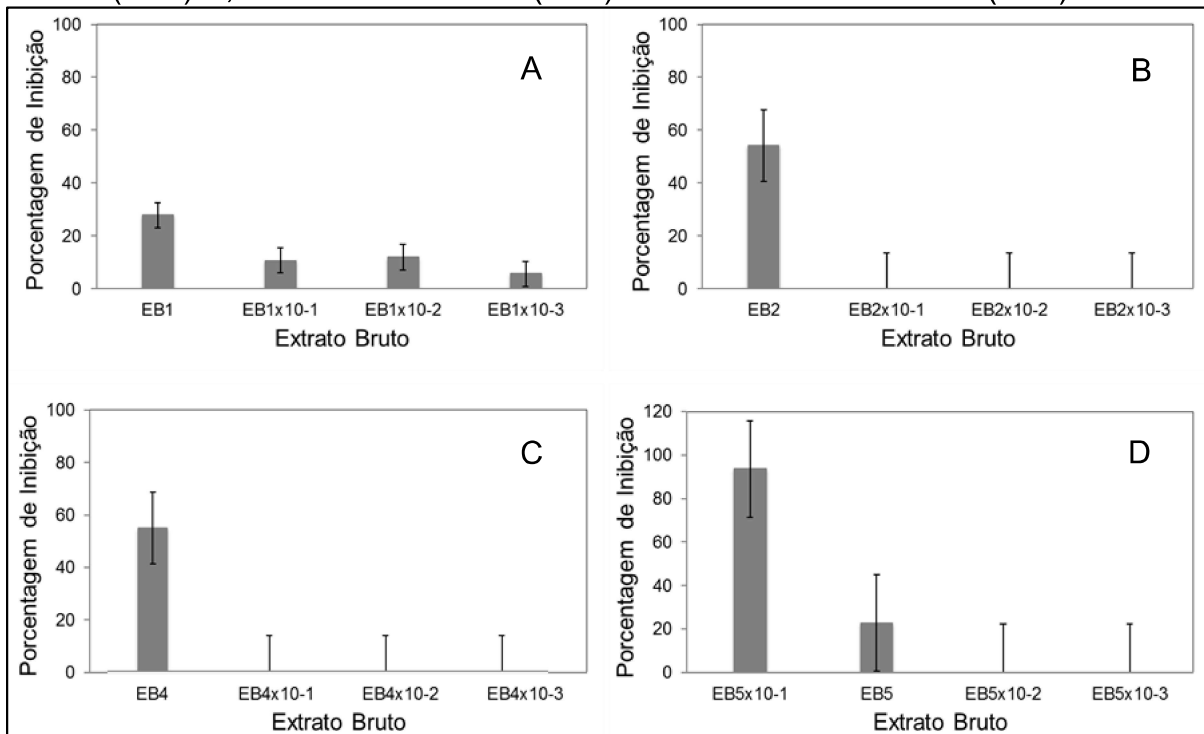 A
Porcentagem de Inibição
100
80
60
40
20
0
EB1 EB1x10-1 EB1x10-2 EB1x10-3
Extrato Bruto
B
Porcentagem de Inibição
100
80
60
40
20
0
EB2 EB2x10-1 EB2x10-2 EB2x10-3
Extrato Bruto
C
Porcentagem de Inibição
100
80
60
40
20
0
EB4 EB4x10-1 EB4x10-2 EB4x10-3
Extrato Bruto
D
Porcentagem de Inibição
120
100
80
60
40
20
0
EB5x10-1 EB5 EB5x10-2 EB5x10-3
Extrato Bruto